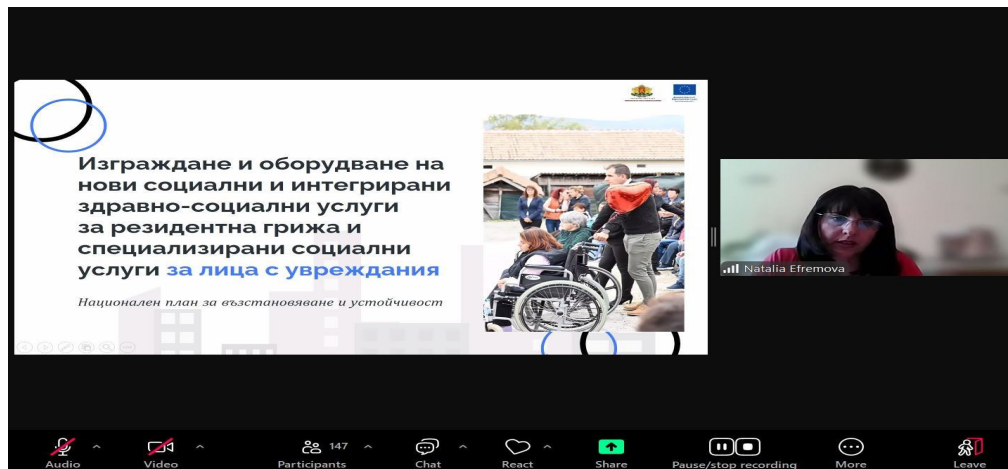 Изграждане и оборудване на
нови социални и интегрирани
здравно-социални услуги
за резидентна грижа и
специализирани социални
услуги за лица с увреждания
Национален план за възстановяване и устойчивост
Natalia Efremova
Audio
Video
147
Participants
Chat
React
Share
Pause/stop recording
More
Leave